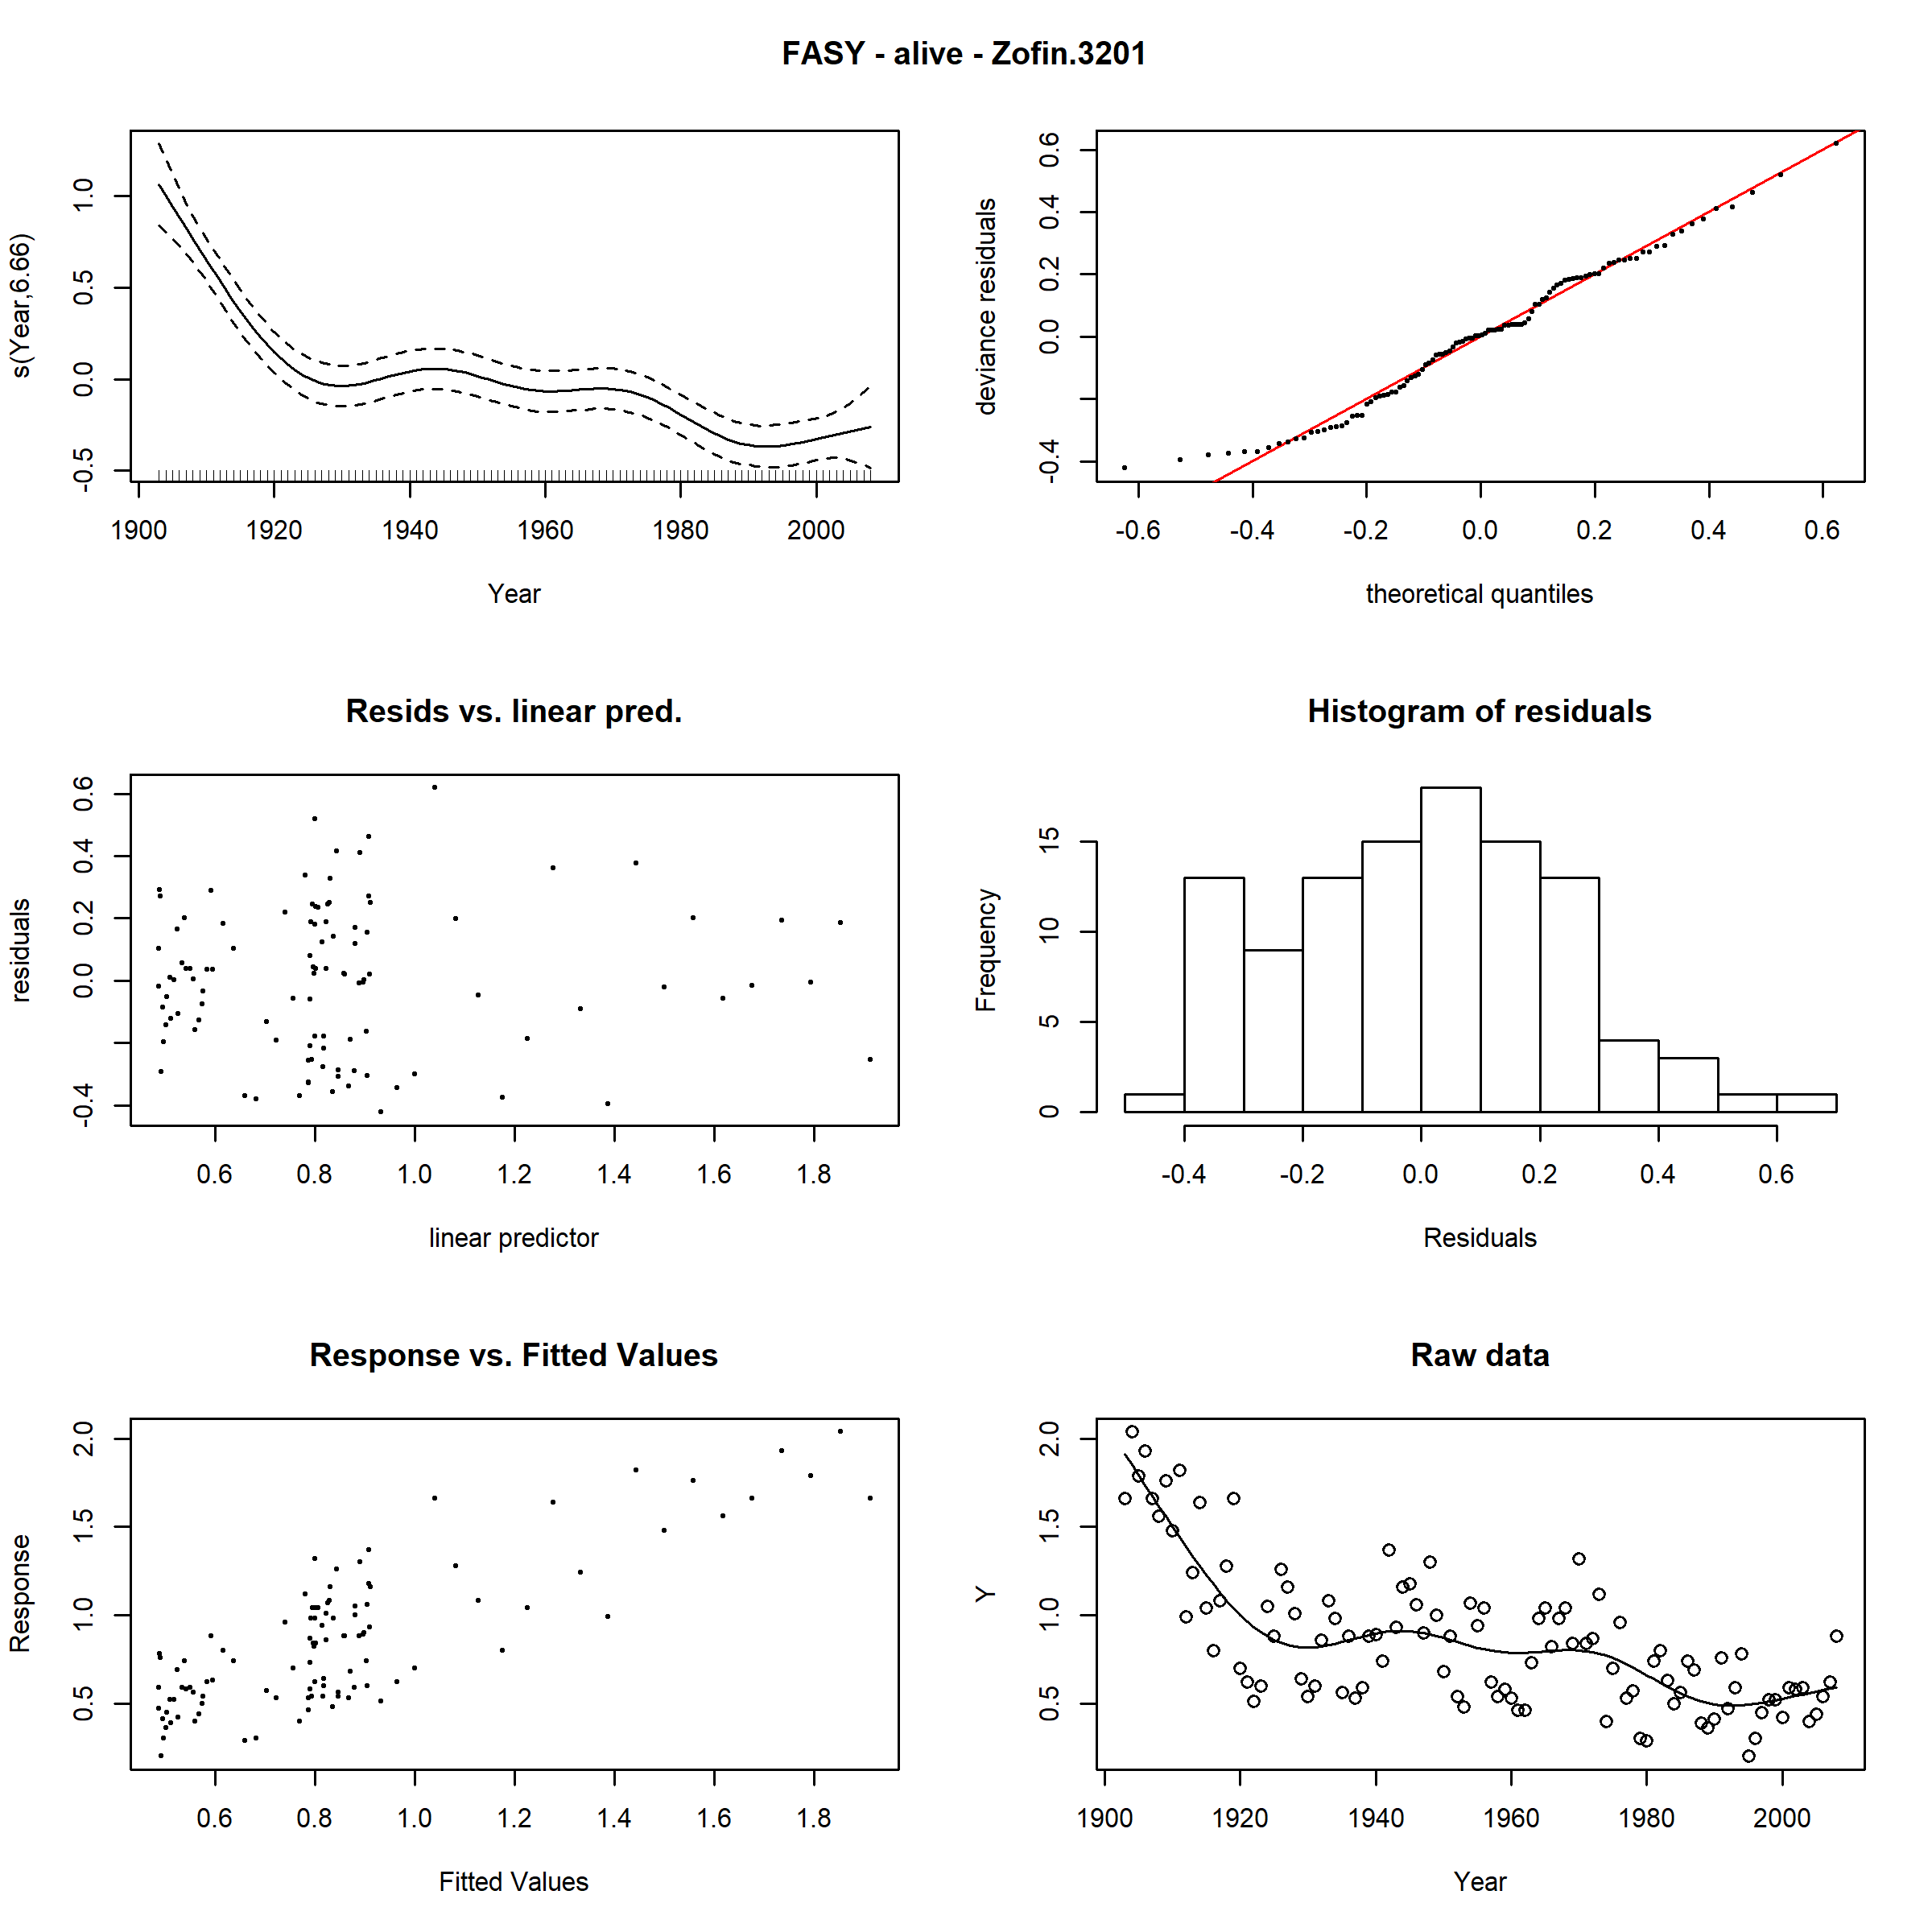 FASY - alive - Zofin.3201
s(Year,6.66)
-0.5 0.0 0.5 1.0
1900 1920 1940 1960 1980 2000
Year
deviance residuals
-0.4 0.0 0.2 0.4 0.6
-0.6 -0.4 -0.2 0.0 0.2 0.4 0.6
theoretical quantiles
Resids vs. linear pred.
residuals
-0.4 0.0 0.2 0.4 0.6
0.6 0.8 1.0 1.2 1.4 1.6 1.8
linear predictor
Histogram of residuals
Frequency
0 5 10 15
-0.4 -0.2 0.0 0.2 0.4 0.6
Residuals
Response vs. Fitted Values
Response
0.5 1.0 1.5 2.0
0.6 0.8 1.0 1.2 1.4 1.6 1.8
Fitted Values
Raw data
Y
0.5 1.0 1.5 2.0
1900 1920 1940 1960 1980 2000
Year